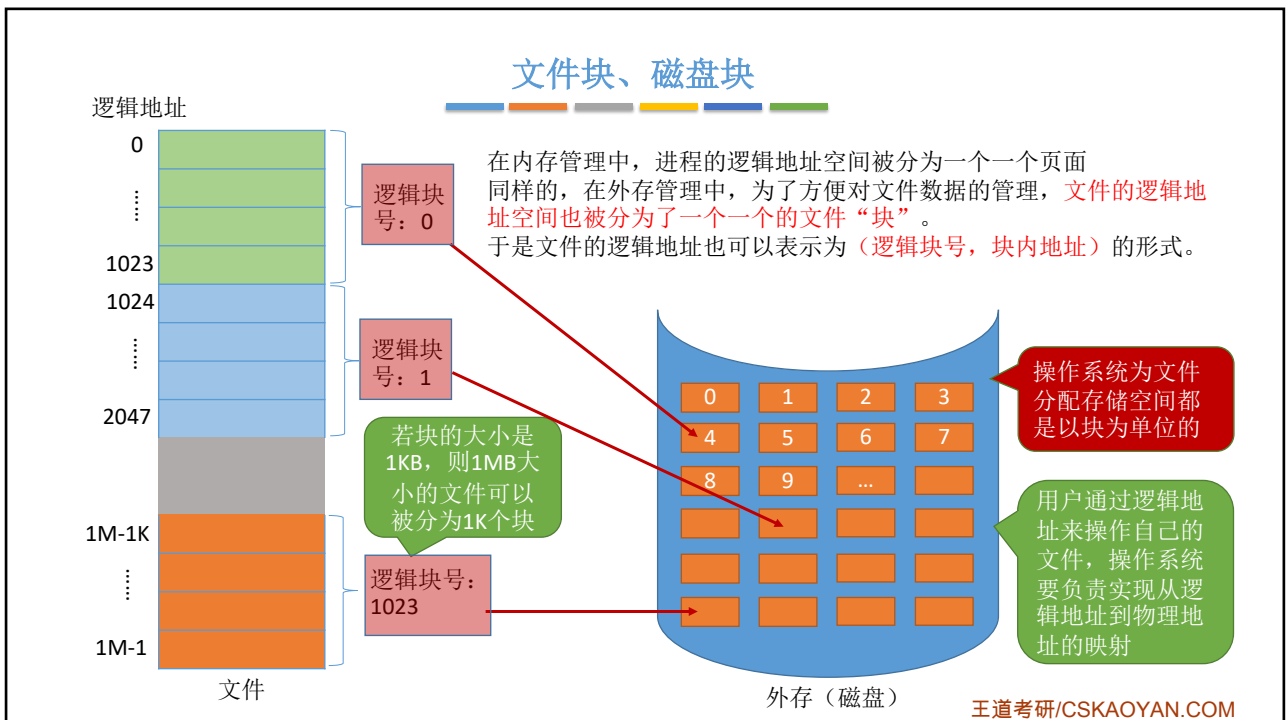 文件块、磁盘块
逻辑地址
0
……
1023
1024
……
2047
1M-1K
……
1M-1
文件
逻辑块
号：0
逻辑块
号：1
若块的大小是
1KB，则1MB大
小的文件可以
被分为1K个块
逻辑块号：
1023
在内存管理中，进程的逻辑地址空间被分为一个一个页面
同样的，在外存管理中，为了方便对文件数据的管理，文件的逻辑地
址空间也被分为了一个一个的文件“块”。
于是文件的逻辑地址也可以表示为（逻辑块号，块内地址）的形式。
0 1 2 3
4 5 6 7
8 9 …
外存（磁盘）
操作系统为文件
分配存储空间都
是以块为单位的
用户通过逻辑地
址来操作自己的
文件，操作系统
要负责实现从逻
辑地址到物理地
址的映射
王道考研/CSKAOYAN.COM